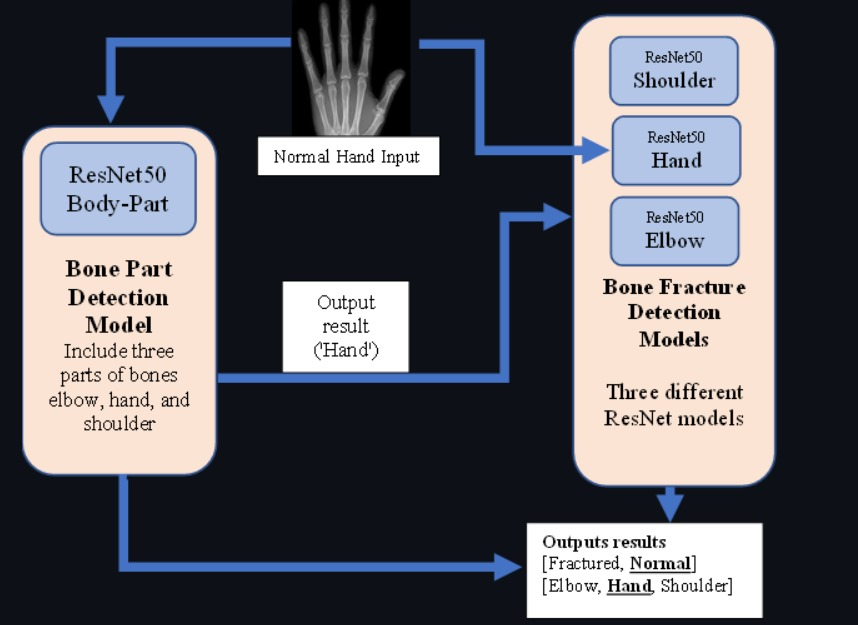 Normal Hand Input
ResNet50
Body-Part
Bone Part
Detection
Model
Include three
parts of bones
elbow, hand, and
shoulder
Output
result
('Hand')
ResNet50
Shoulder
ResNet50
Hand
ResNet50
Elbow
Bone Fracture
Detection
Models
Three different
ResNet models
Outputs results
[Fractured, Normal]
[Elbow, Hand, Shoulder]